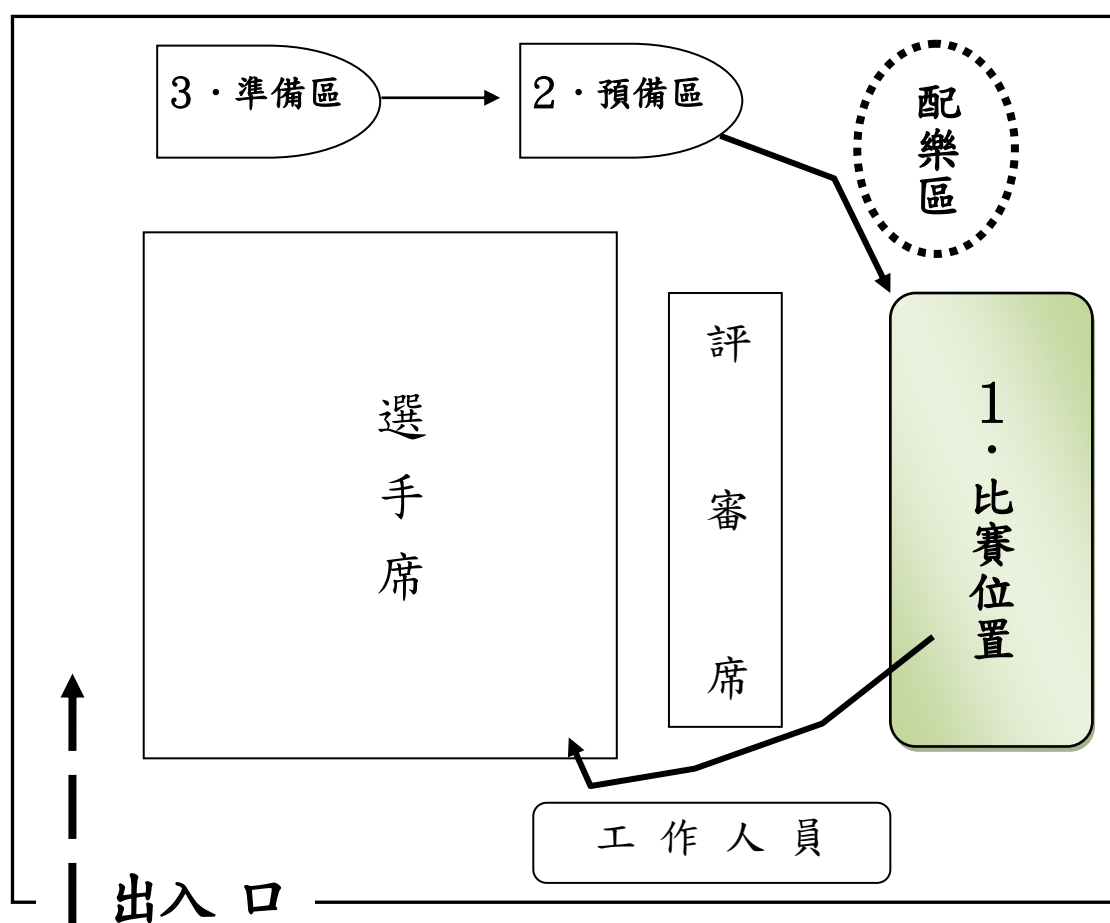 3．準備區
2．預備區
配樂區
選手席
評審席
1．比賽位置
工作人員
出入口